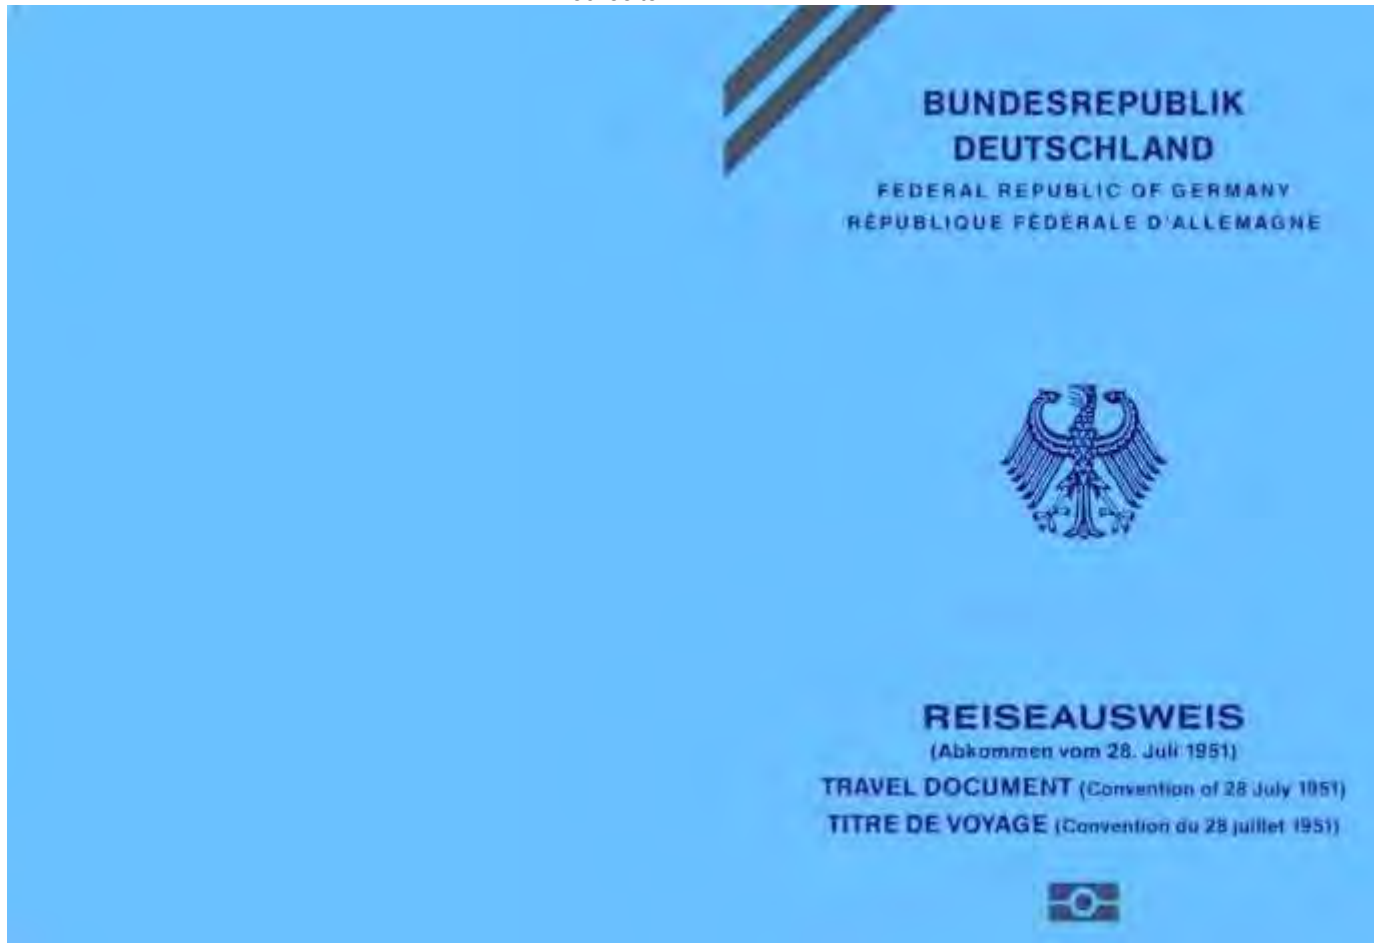 BUNDESREPUBLIK
DEUTSCHLAND
FEDERAL REPUBLIC OF GERMANY
RÉPUBLIQUE FÉDÉRALE D'ALLEMAGNE
REISEAUSWEIS
(Abkommen vom 28. Juli 1951)
TRAVEL DOCUMENT (Convention of 28 July 1951)
TITRE DE VOYAGE (Convention du 28 juillet 1951)